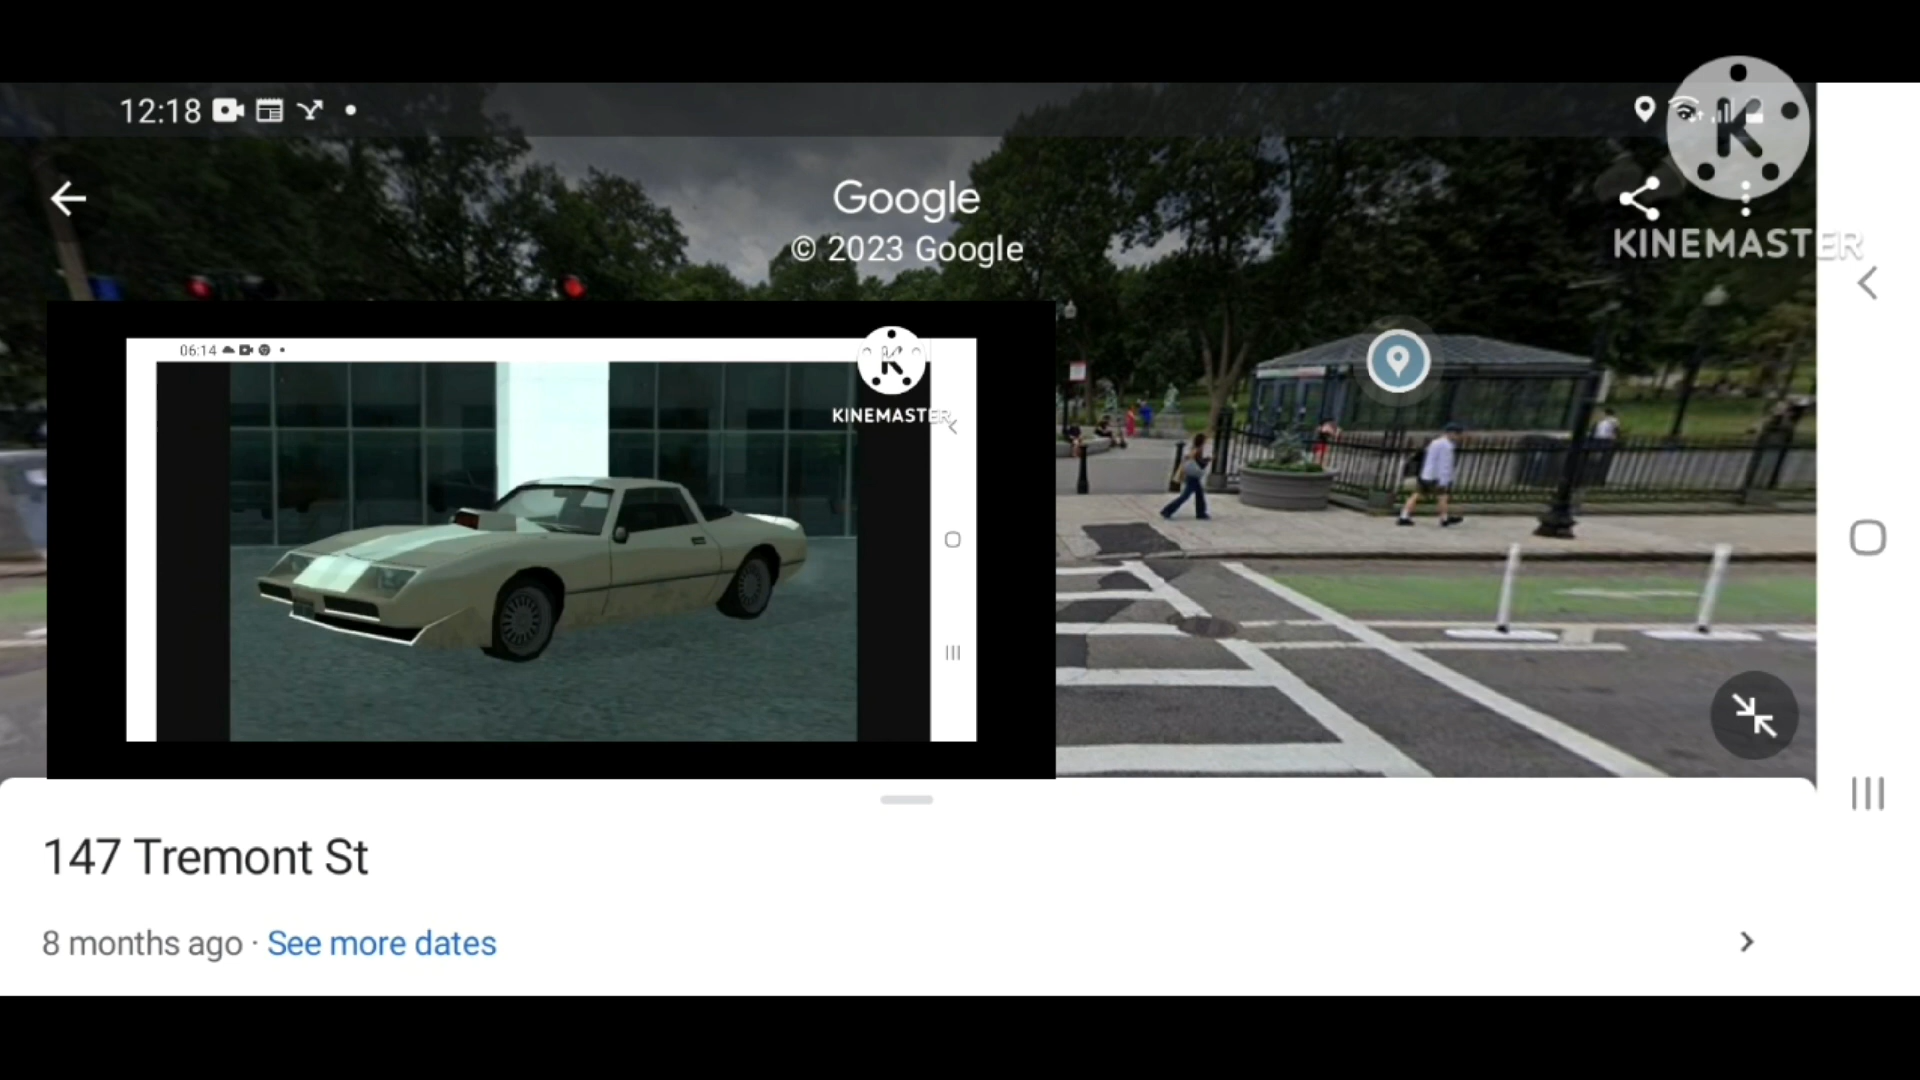 12:18
Google
© 2023 Google
K
KINEMASTER
06:14
K
KINEMASTER
147 Tremont St
8 months ago · See more dates